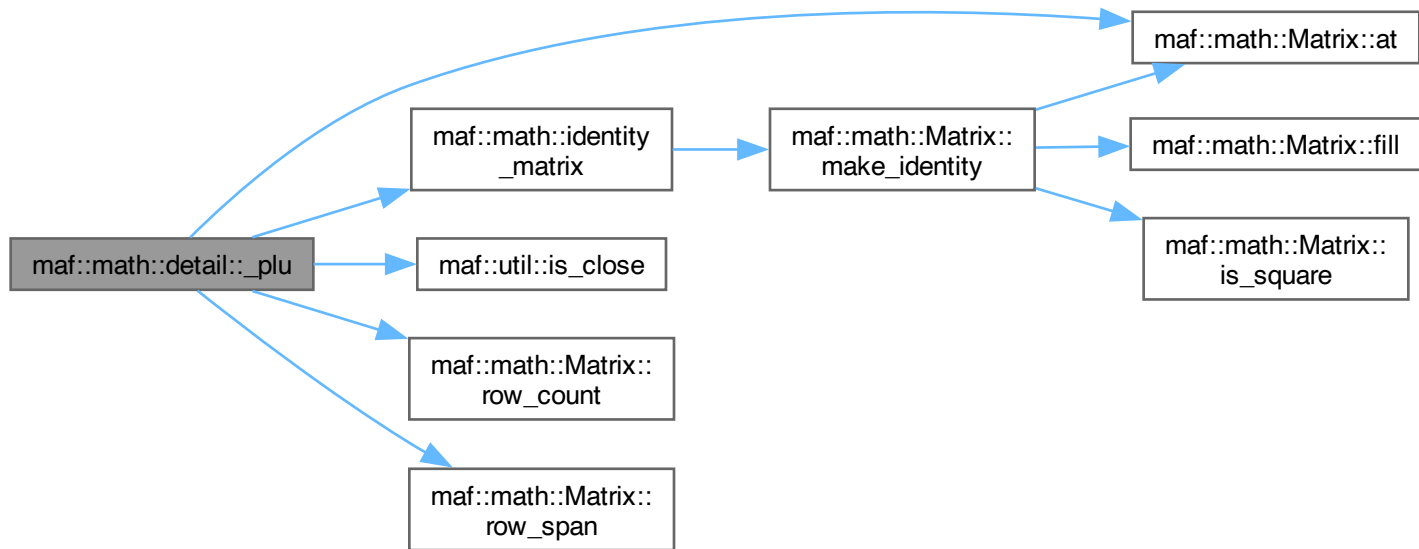 maf::math::detail::_plu
maf::math::Matrix::at
maf::math::identity
_matrix
maf::math::Matrix::
make_identity
maf::math::Matrix::fill
maf::math::Matrix::
is_square
maf::util::is_close
maf::math::Matrix::
row_count
maf::math::Matrix::
row_span